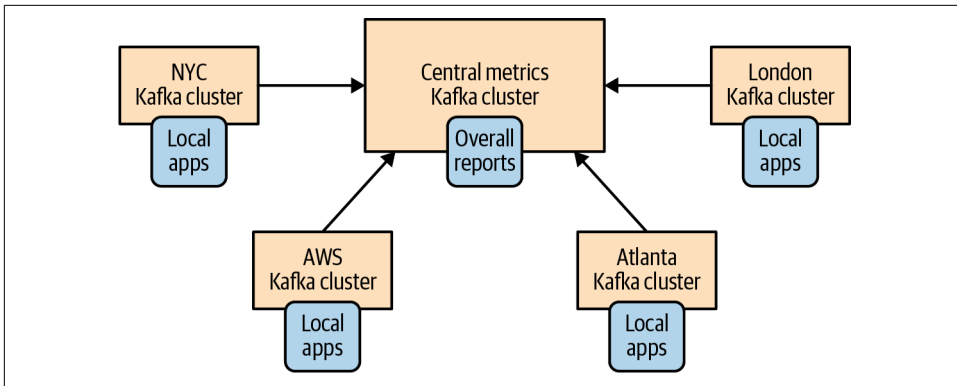 NYC
Kafka cluster
Local
apps
Central metrics
Kafka cluster
Overall
reports
London
Kafka cluster
Local
apps
AWS
Kafka cluster
Local
apps
Atlanta
Kafka cluster
Local
apps